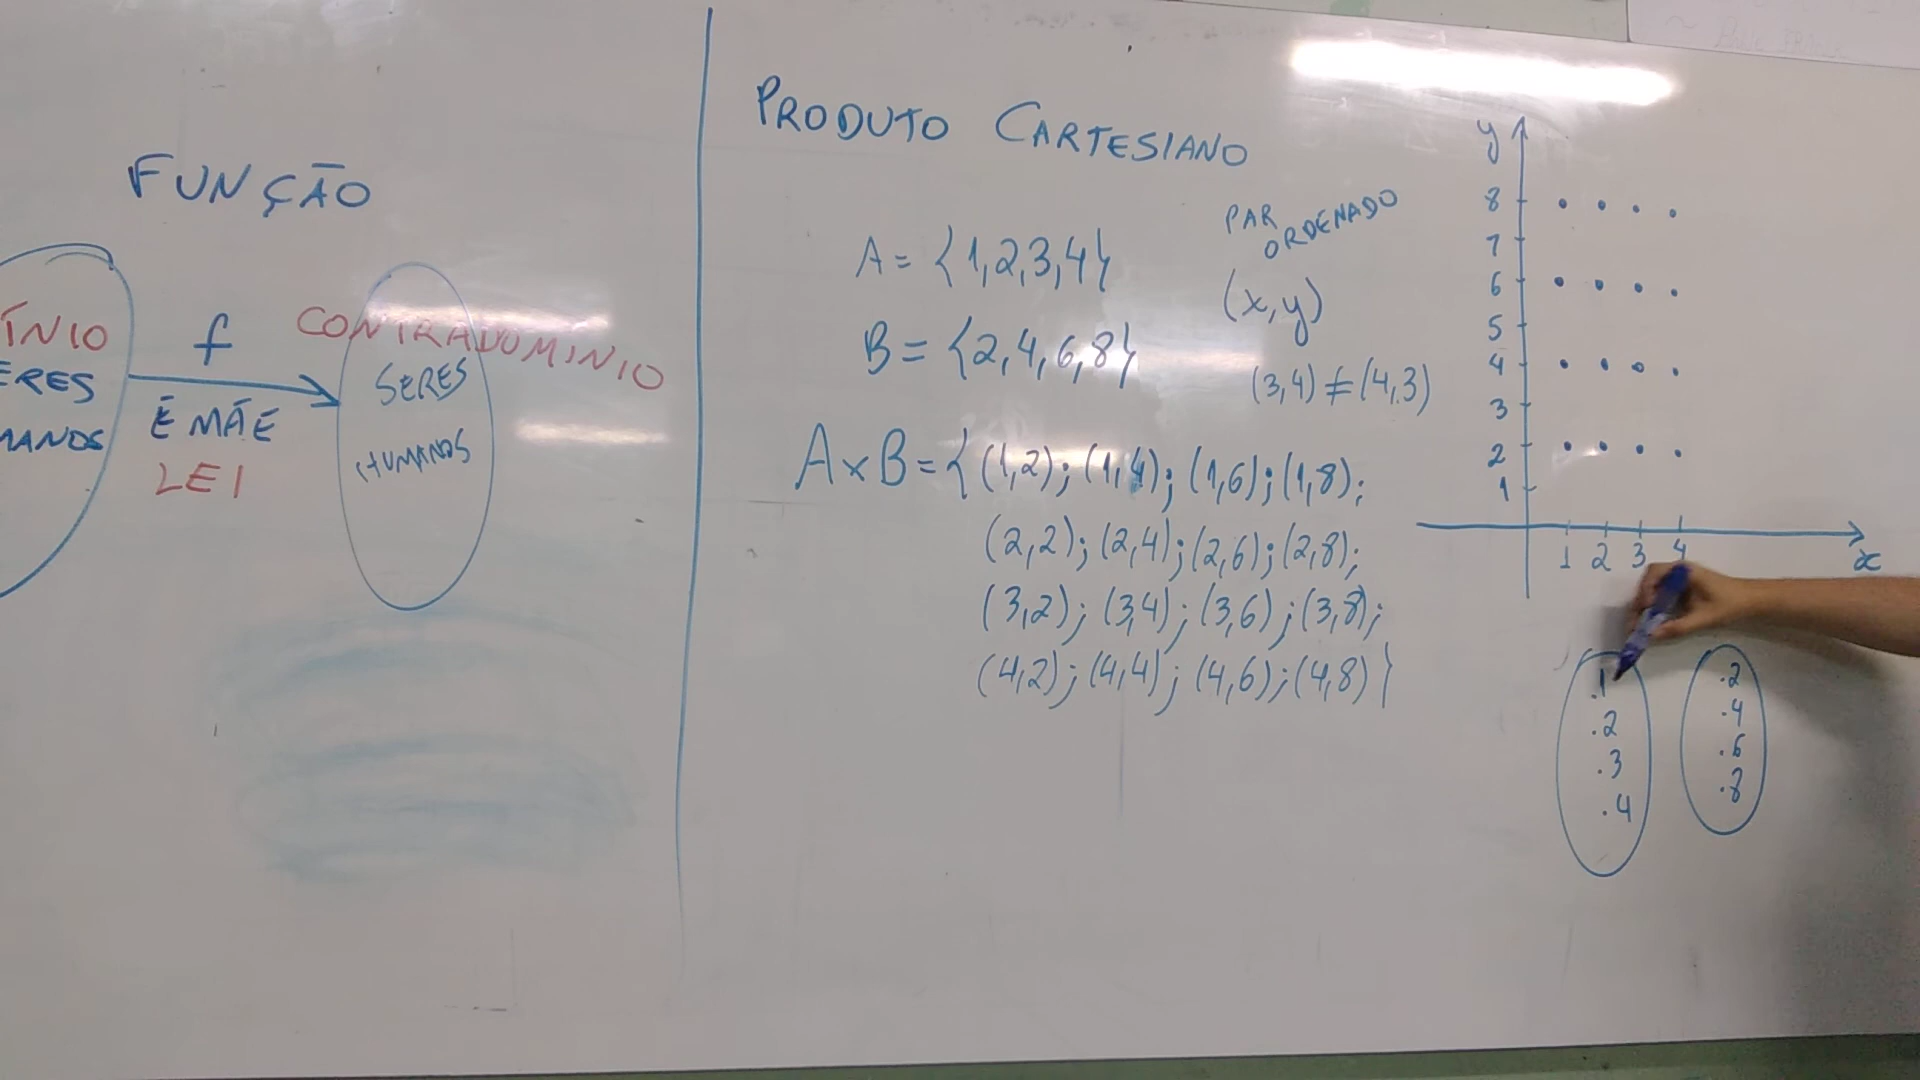 FUNÇÃO
ÍNIO
ERES
MANOS
f
É MÃE
LEI
CONTRADOMÍNIO
SERES
HUMANOS
PRODUTO CARTESIANO
A = {1,2,3,4}
B = {2,4,6,8}
PAR
ORDENADO
(x,y)
(3,4) ≠ (4,3)
A x B = { (1,2); (1,4); (1,6); (1,8);
(2,2); (2,4); (2,6); (2,8);
(3,2); (3,4); (3,6); (3,8);
(4,2); (4,4); (4,6); (4,8) }
y
8
7
6
5
4
3
2
1
1 2 3 4
x
.1
.2
.3
.4
.2
.4
.6
.8